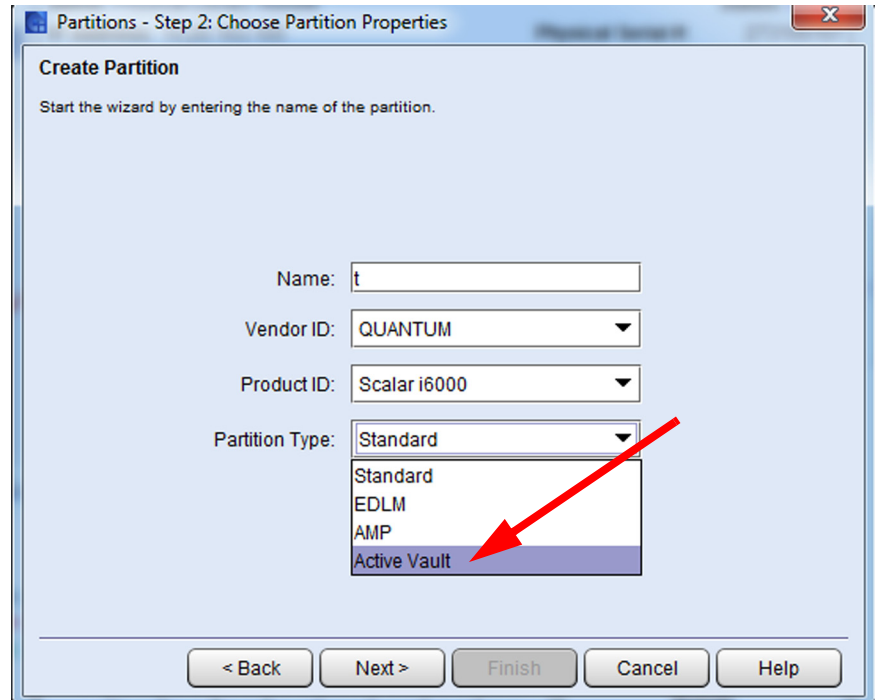 Partitions - Step 2: Choose Partition Properties
Create Partition
Start the wizard by entering the name of the partition.
Name: t
Vendor ID: QUANTUM
Product ID: Scalar i6000
Partition Type: Standard
Standard
EDLM
AMP
Active Vault
< Back Next > Finish Cancel Help